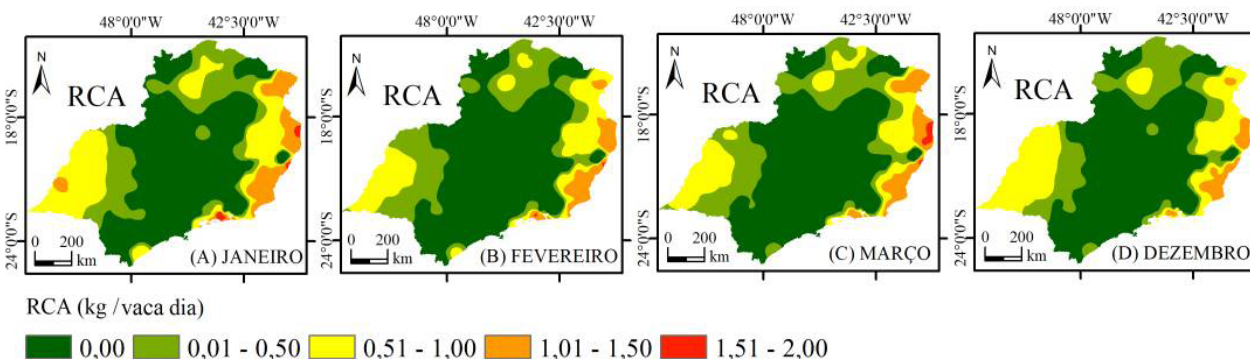 48°0'0"W 42°30'0"W 48°0'0"W 42°30'0"W 48°0'0"W 42°30'0"W 48°0'0"W 42°30'0"W
N N N N
RCA RCA RCA RCA
18°0'0"S 18°0'0"S 18°0'0"S 18°0'0"S
24°0'0"S 24°0'0"S 24°0'0"S 24°0'0"S
0 200 0 200 0 200 0 200
km km km km
(A) JANEIRO (B) FEVEREIRO (C) MARÇO (D) DEZEMBRO
RCA (kg /vaca dia)
0,00 0,01 - 0,50 0,51 - 1,00 1,01 - 1,50 1,51 - 2,00